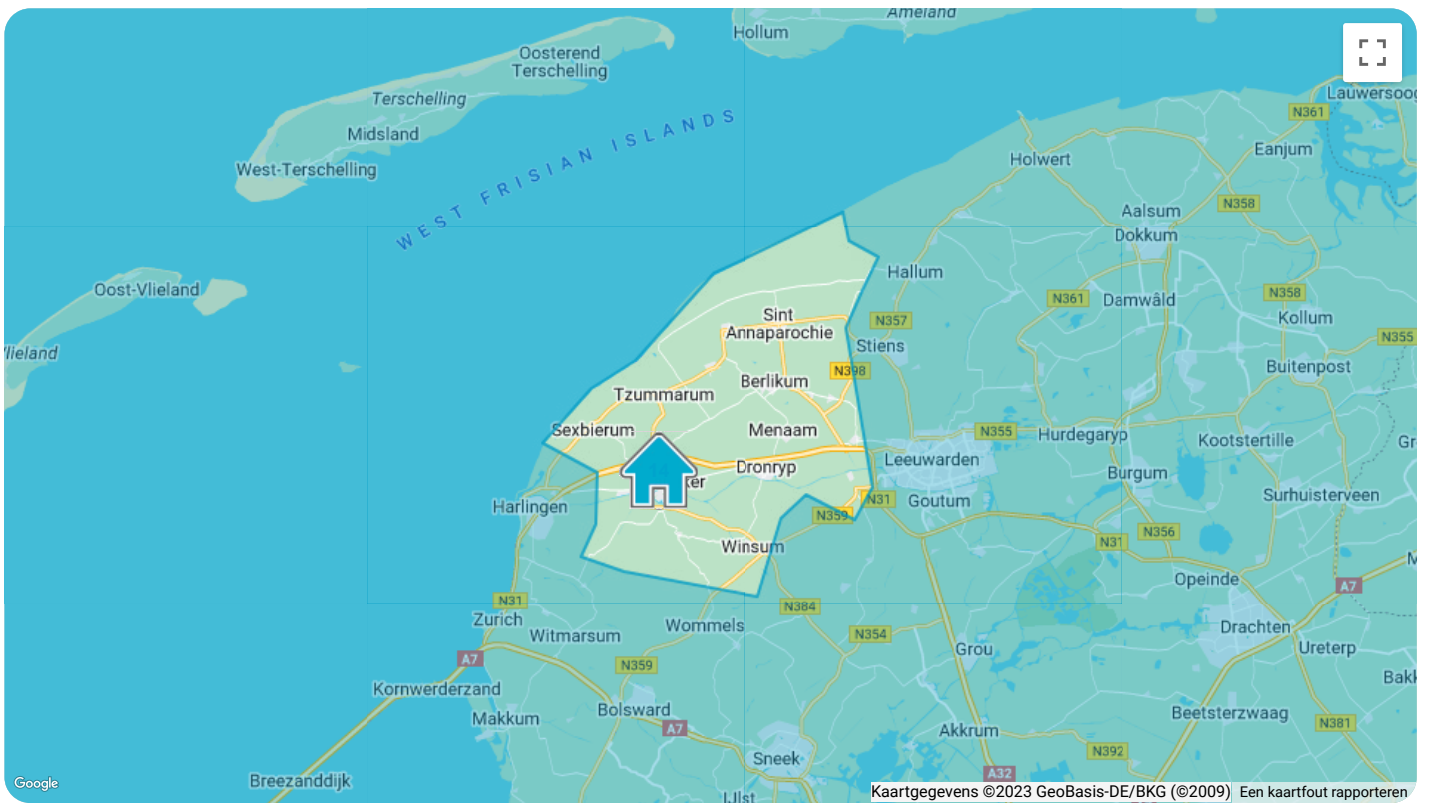 Ameland
Hollum
Oosterend
Terschelling
Terschelling
Midsland
West-Terschelling
WEST FRISIAN ISLANDS
Lauwersoog
N361
Eanjum
Holwert
N358
Aalsum
Dokkum
Oost-Vlieland
Hallum
N361
Damwâld
N358
Kollum
Sint
Annaparochie
N357
Stiens
N355
Vlieland
N398
Buitenpost
Berlikum
Tzummarum
Sexbierum
Menaam
N355
Hurdegaryp
Kootstertille
Gr
Leeuwarden
Dronryp
ker
Burgum
Surhuisterveen
Harlingen
N31
Goutum
N359
N356
N31
Winsum
M
Opeinde
A7
N31
N384
Zurich
Witmarsum
Wommels
N354
Drachten
Grou
Ureterp
A7
N359
Bakk
Kornwerderzand
Makkum
Bolsward
A7
Akkrum
Beetsterzwaag
N381
N392
Sneek
A32
Breezanddijk
IJlst
Google
Kaartgegevens ©2023 GeoBasis-DE/BKG (©2009)
Een kaartfout rapporteren